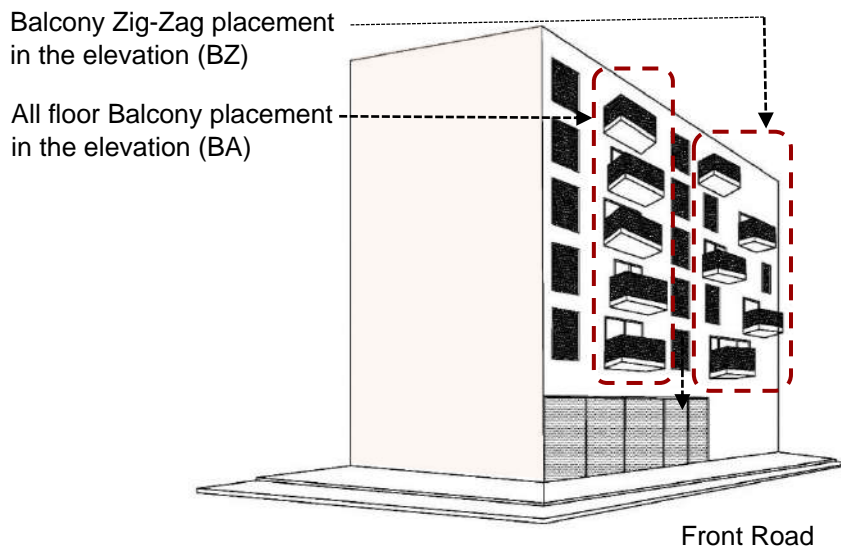 Balcony Zig-Zag placement
in the elevation (BZ)
All floor Balcony placement
in the elevation (BA)
Front Road